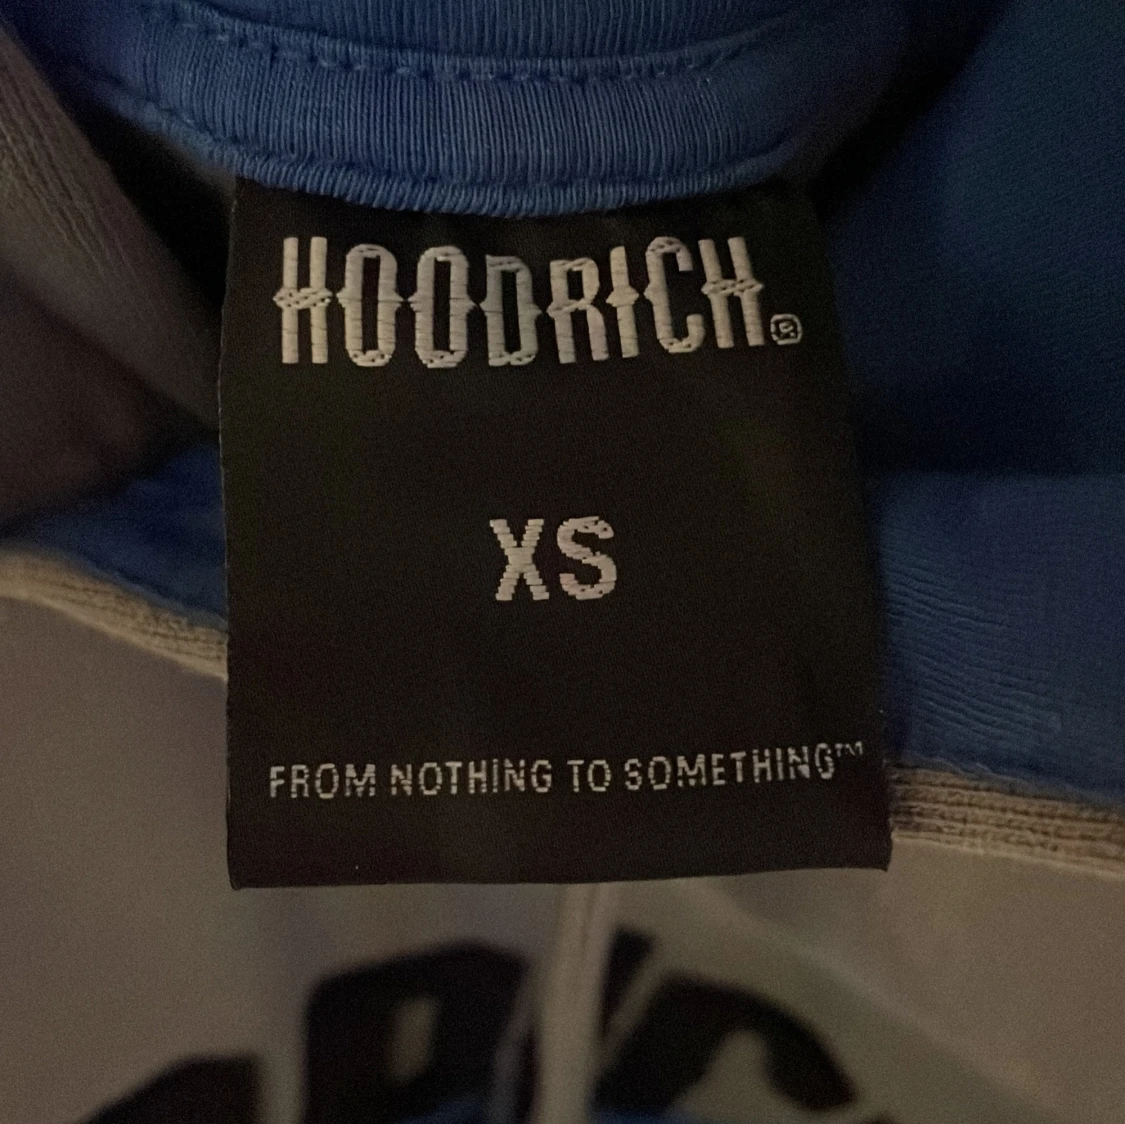 HOODRICH®
XS
FROM NOTHING TO SOMETHING™